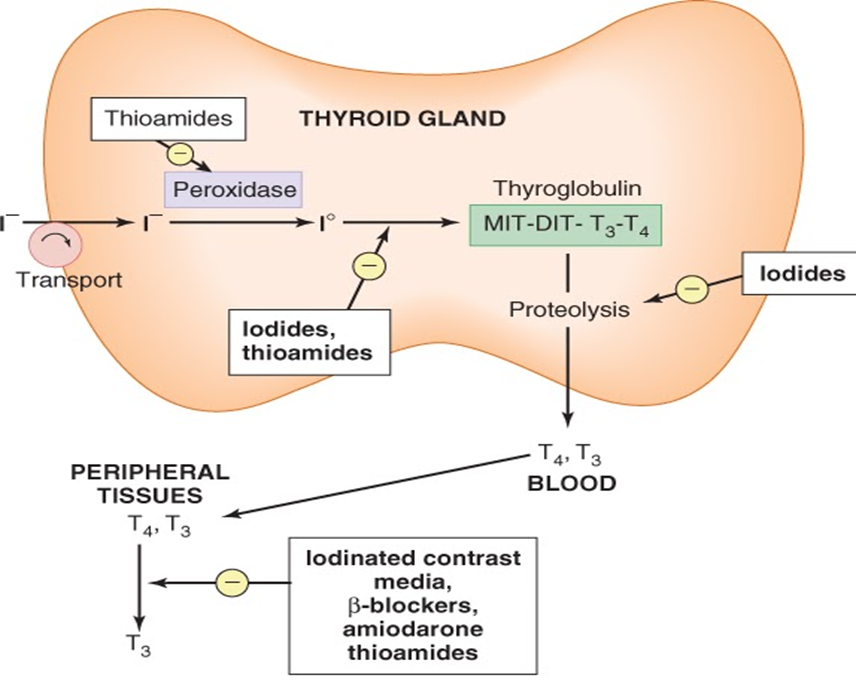 Thioamides
THYROID GLAND
Peroxidase
Thyroglobulin
I⁻
I⁻
I°
MIT-DIT- T₃-T₄
Transport
Iodides
Proteolysis
Iodides,
thioamides
T₄, T₃
BLOOD
PERIPHERAL
TISSUES
T₄, T₃
Iodinated contrast
media,
β-blockers,
amiodarone
thioamides
T₃